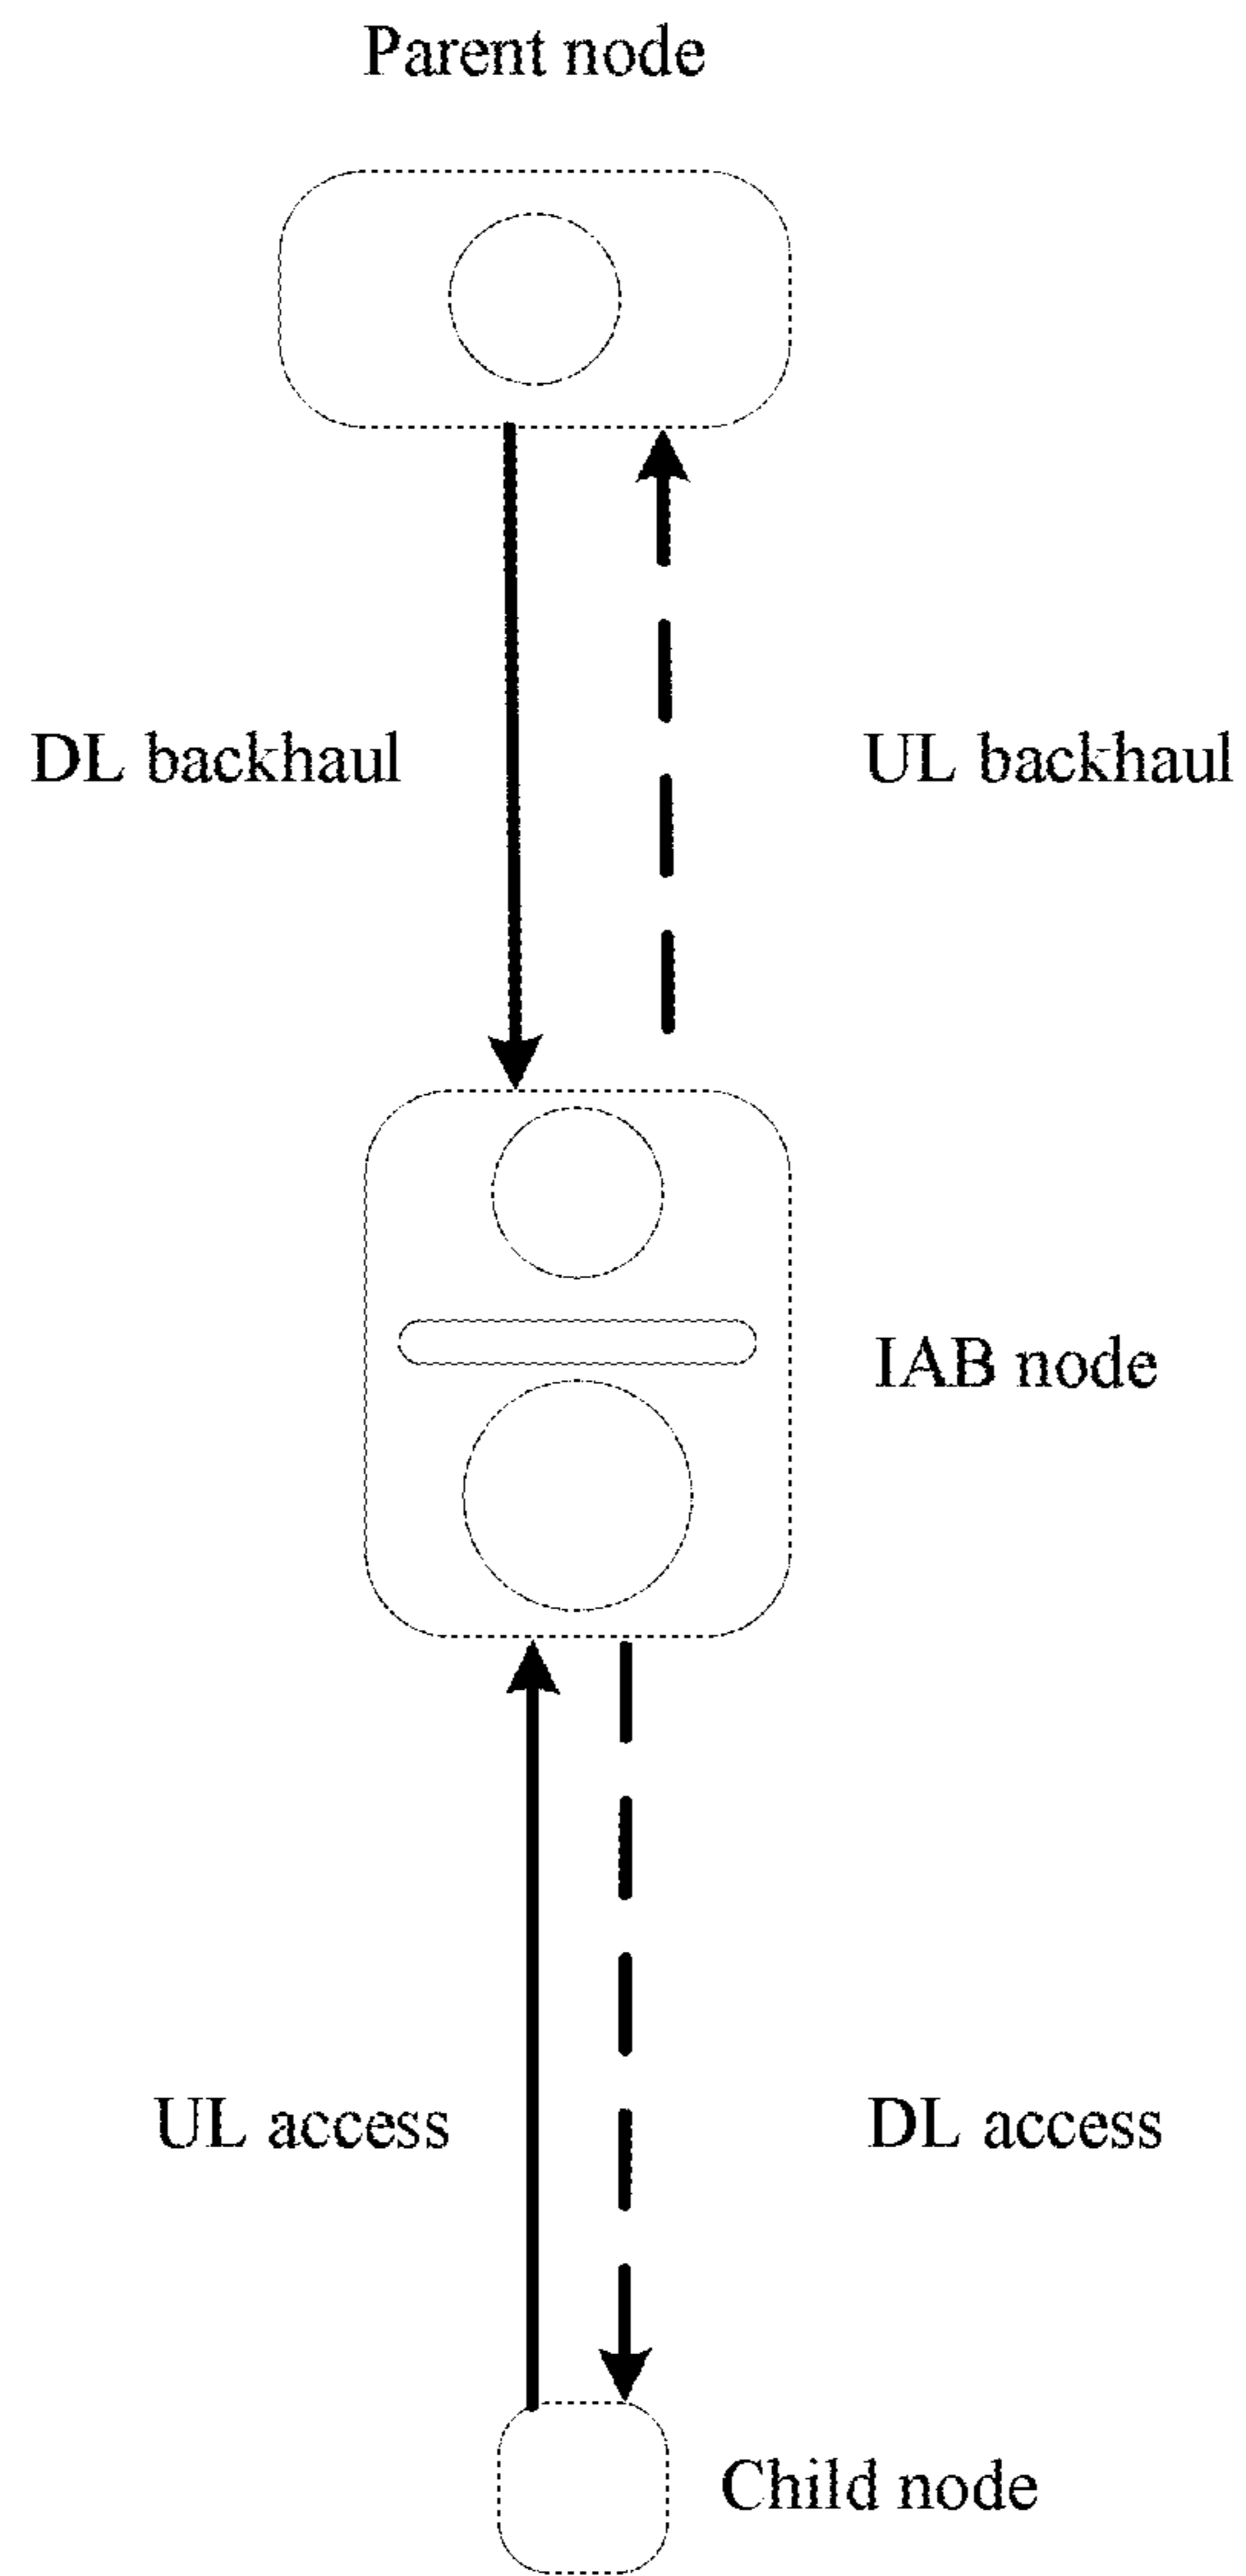 Parent node
DL backhaul
UL backhaul
IAB node
UL access
DL access
Child node